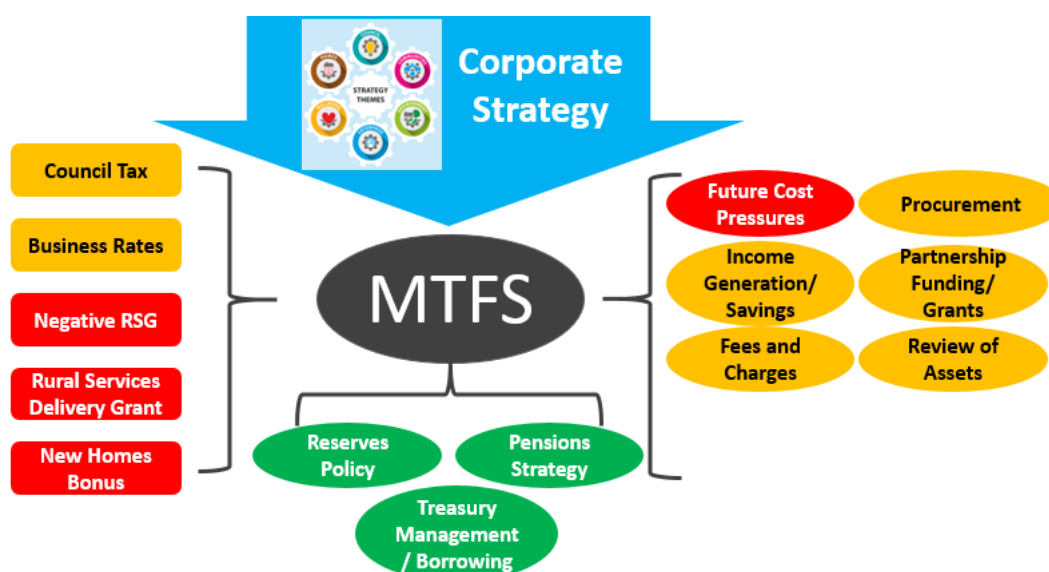 Corporate
Strategy
STRATEGY
THEMES
Council Tax
Business Rates
Negative RSG
Rural Services
Delivery Grant
New Homes
Bonus
MTFS
Reserves
Policy
Pensions
Strategy
Treasury
Management
/ Borrowing
Future Cost
Pressures
Procurement
Income
Generation/
Savings
Partnership
Funding/
Grants
Fees and
Charges
Review of
Assets